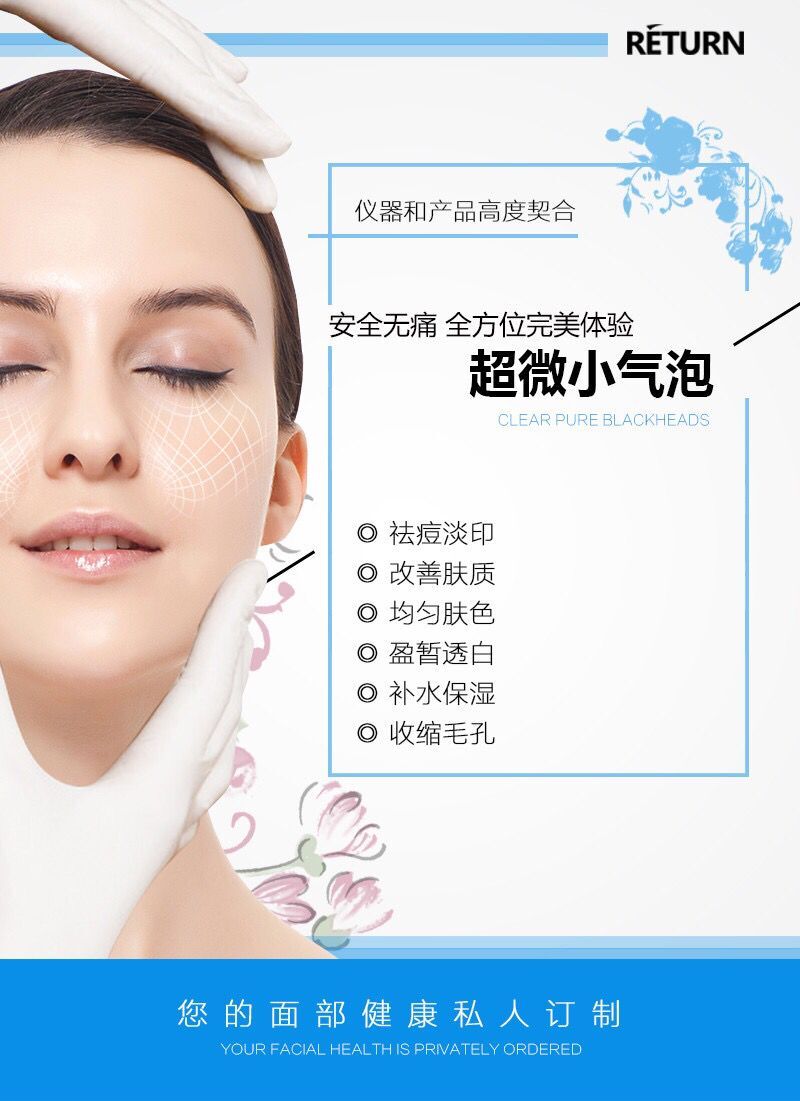 RÉTURN
仪器和产品高度契合
安全无痛 全方位完美体验
超微小气泡
CLEAR PURE BLACKHEADS
◎ 祛痘淡印
◎ 改善肤质
◎ 均匀肤色
◎ 盈暂透白
◎ 补水保湿
◎ 收缩毛孔
您的面部健康私人订制
YOUR FACIAL HEALTH IS PRIVATELY ORDERED